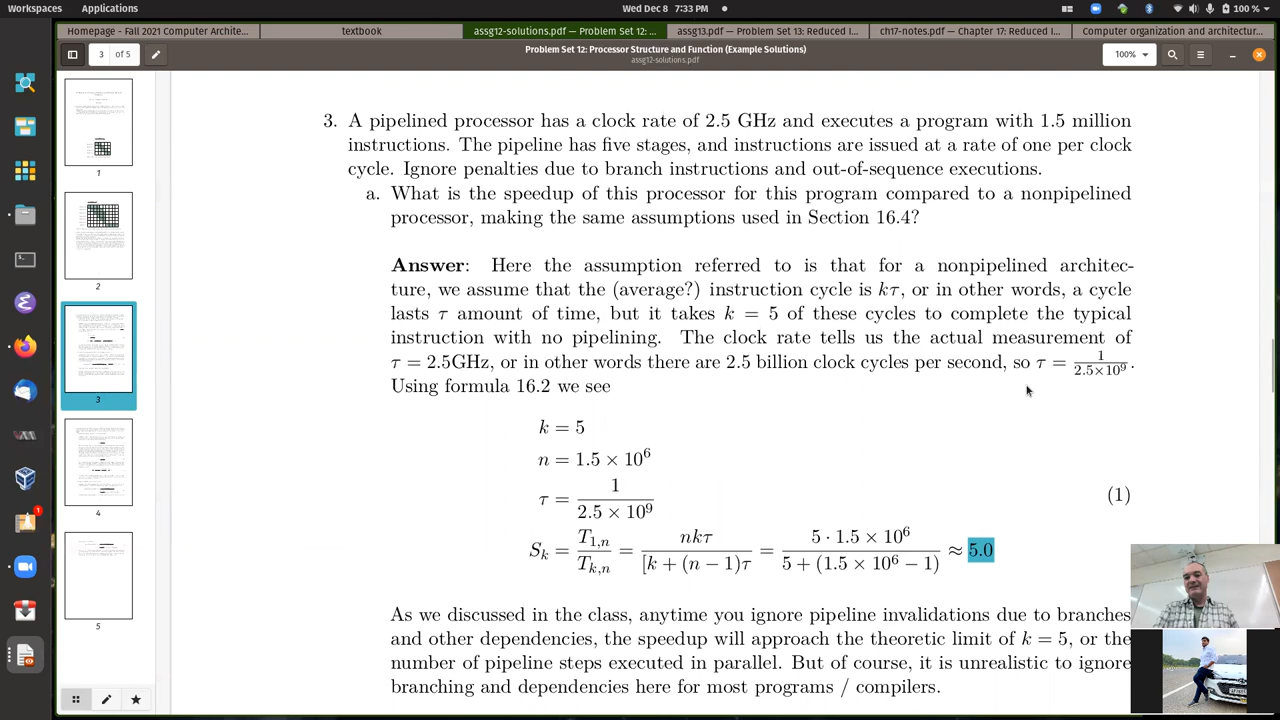 Workspaces Applications Wed Dec 8 7:33 PM 100 %
Homepage - Fall 2021 Computer Archite... textbook assg12-solutions.pdf — Problem Set 12: ... assg13.pdf — Problem Set 13: Reduced I... ch17-notes.pdf — Chapter 17: Reduced I... Computer organization and architectur...
3 of 5 Problem Set 12: Processor Structure and Function (Example Solutions) 100%
assg12-solutions.pdf
3. A pipelined processor has a clock rate of 2.5 GHz and executes a program with 1.5 million
instructions. The pipeline has five stages, and instructions are issued at a rate of one per clock
cycle. Ignore penalties due to branch instructions and out-of-sequence executions.
a. What is the speedup of this processor for this program compared to a nonpipelined
processor, making the same assumptions used in Section 16.4?
Answer: Here the assumption referred to is that for a nonpipelined architec-
ture, we assume that the (average?) instruction cycle is kτ, or in other words, a cycle
lasts τ amount of time, but it takes k = 5 of these cycles to complete the typical
instruction with no pipelining. The clock rate tells us the actual measurement of
τ = 2.5GHz, or in other words there are 2.5 billion clock cycles per second, so τ = 1/(2.5×10⁹).
Using formula 16.2 we see
k = 5
n = 1.5 × 10⁶
τ = 1/(2.5 × 10⁹) (1)
Sₖ = T₁,ₙ/Tₖ,ₙ = nkτ/[k + (n − 1)τ = 5 · 1.5 × 10⁶/5 + (1.5 × 10⁶ − 1) ≈ 5.0
As we discussed in the class, anytime you ignore pipeline invalidations due to branches
and other dependencies, the speedup will approach the theoretic limit of k = 5, or the
number of pipeline steps executed in parallel. But of course, it is unrealistic to ignore
branching and dependencies here for most programs / compilers.
1
2
3
4
5
1